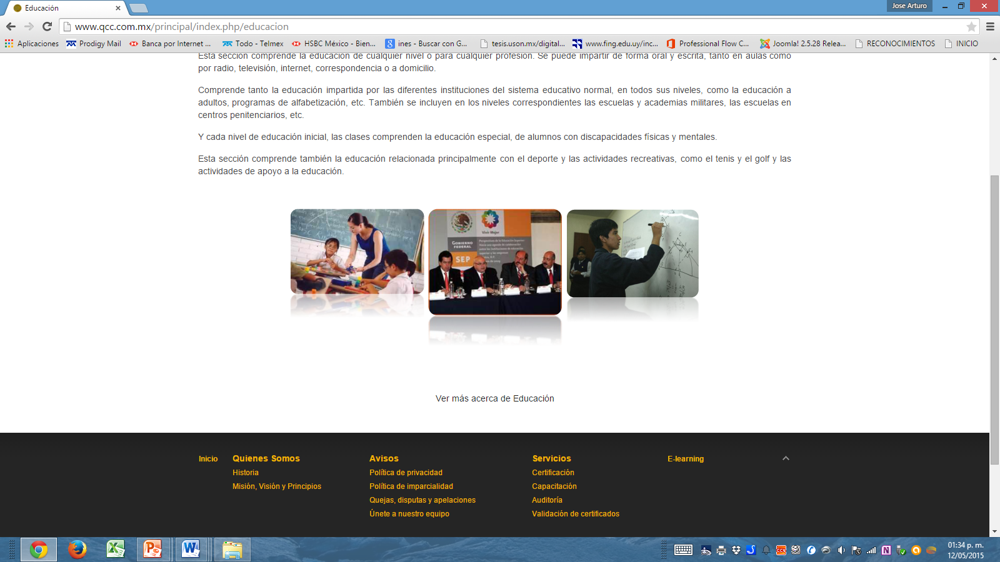 Educación
Jose Arturo
www.qcc.com.mx/principal/index.php/educacion
Aplicaciones
Prodigy Mail
Banca por Internet ...
Todo - Telmex
HSBC México - Bien...
ines - Buscar con G...
tesis.uson.mx/digital...
www.fing.edu.uy/inc...
Professional Flow C...
Joomla! 2.5.28 Relea...
RECONOCIMIENTOS
INICIO
Esta sección comprende la educación de cualquier nivel o para cualquier profesión. Se puede impartir de forma oral y escrita, tanto en aulas como
por radio, televisión, internet, correspondencia o a domicilio.
Comprende tanto la educación impartida por las diferentes instituciones del sistema educativo normal, en todos sus niveles, como la educación a
adultos, programas de alfabetización, etc. También se incluyen en los niveles correspondientes las escuelas y academias militares, las escuelas en
centros penitenciarios, etc.
Y cada nivel de educación inicial, las clases comprenden la educación especial, de alumnos con discapacidades físicas y mentales.
Esta sección comprende también la educación relacionada principalmente con el deporte y las actividades recreativas, como el tenis y el golf y las
actividades de apoyo a la educación.
Vivir Mejor
GOBIERNO
FEDERAL
SEP
Ver más acerca de Educación
Inicio
Quienes Somos
Historia
Misión, Visión y Principios
Avisos
Política de privacidad
Política de imparcialidad
Quejas, disputas y apelaciones
Únete a nuestro equipo
Servicios
Certificación
Capacitación
Auditoría
Validación de certificados
E-learning
01:34 p. m.
12/05/2015